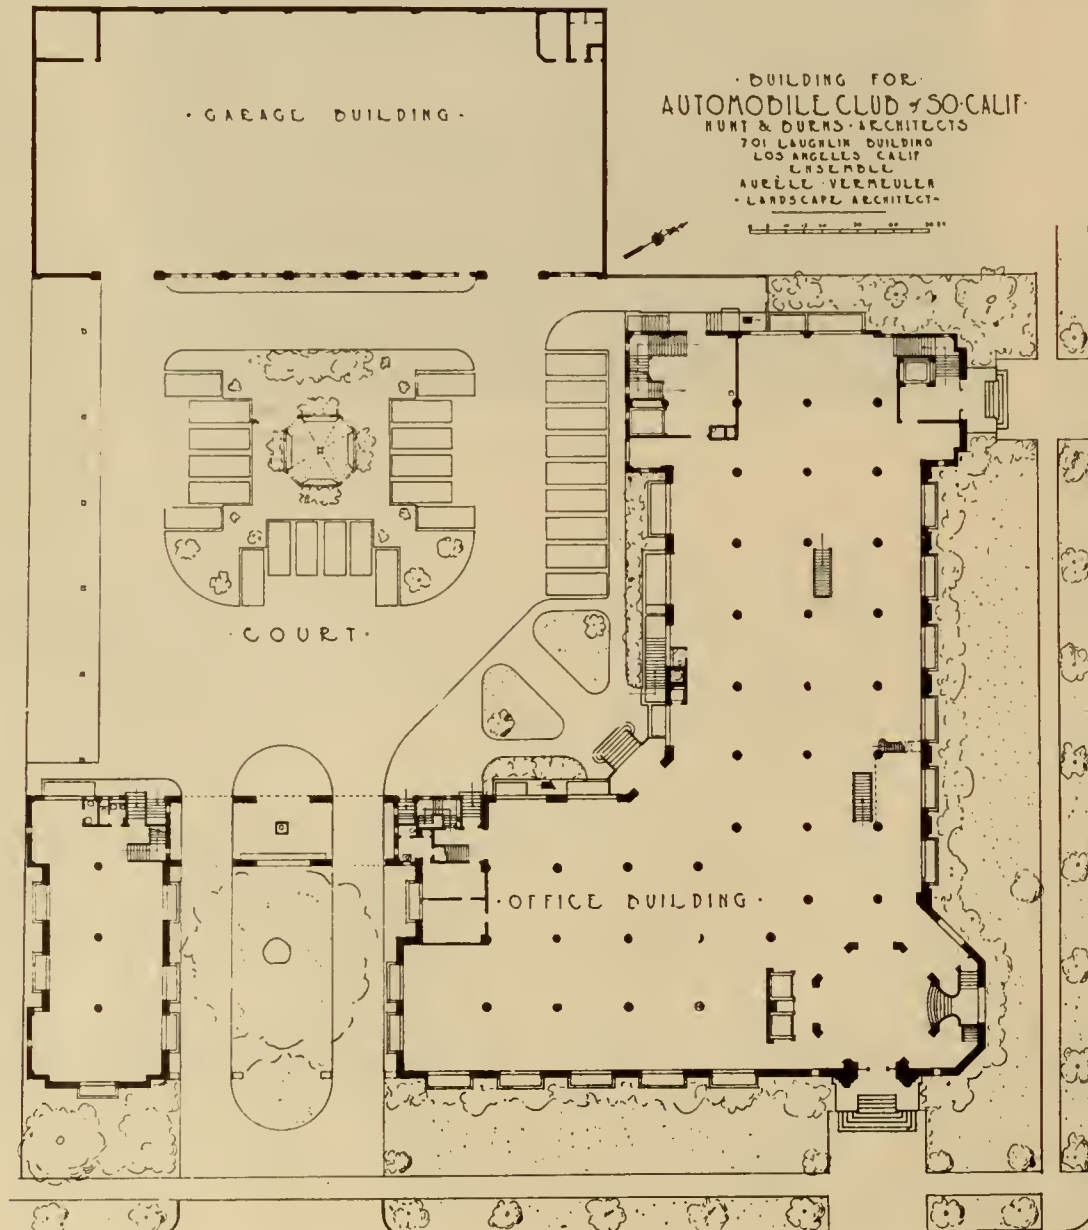 · BUILDING FOR ·
AUTOMOBILE CLUB of SO·CALIF·
HUNT & BURNS · ARCHITECTS
701 LAUGHLIN BUILDING
LOS ANGELES CALIF
ENSEMBLE
AURÈLE · VERMEULEN
· LANDSCAPE ARCHITECT ·
· GARAGE BUILDING ·
· COURT ·
· OFFICE BUILDING ·